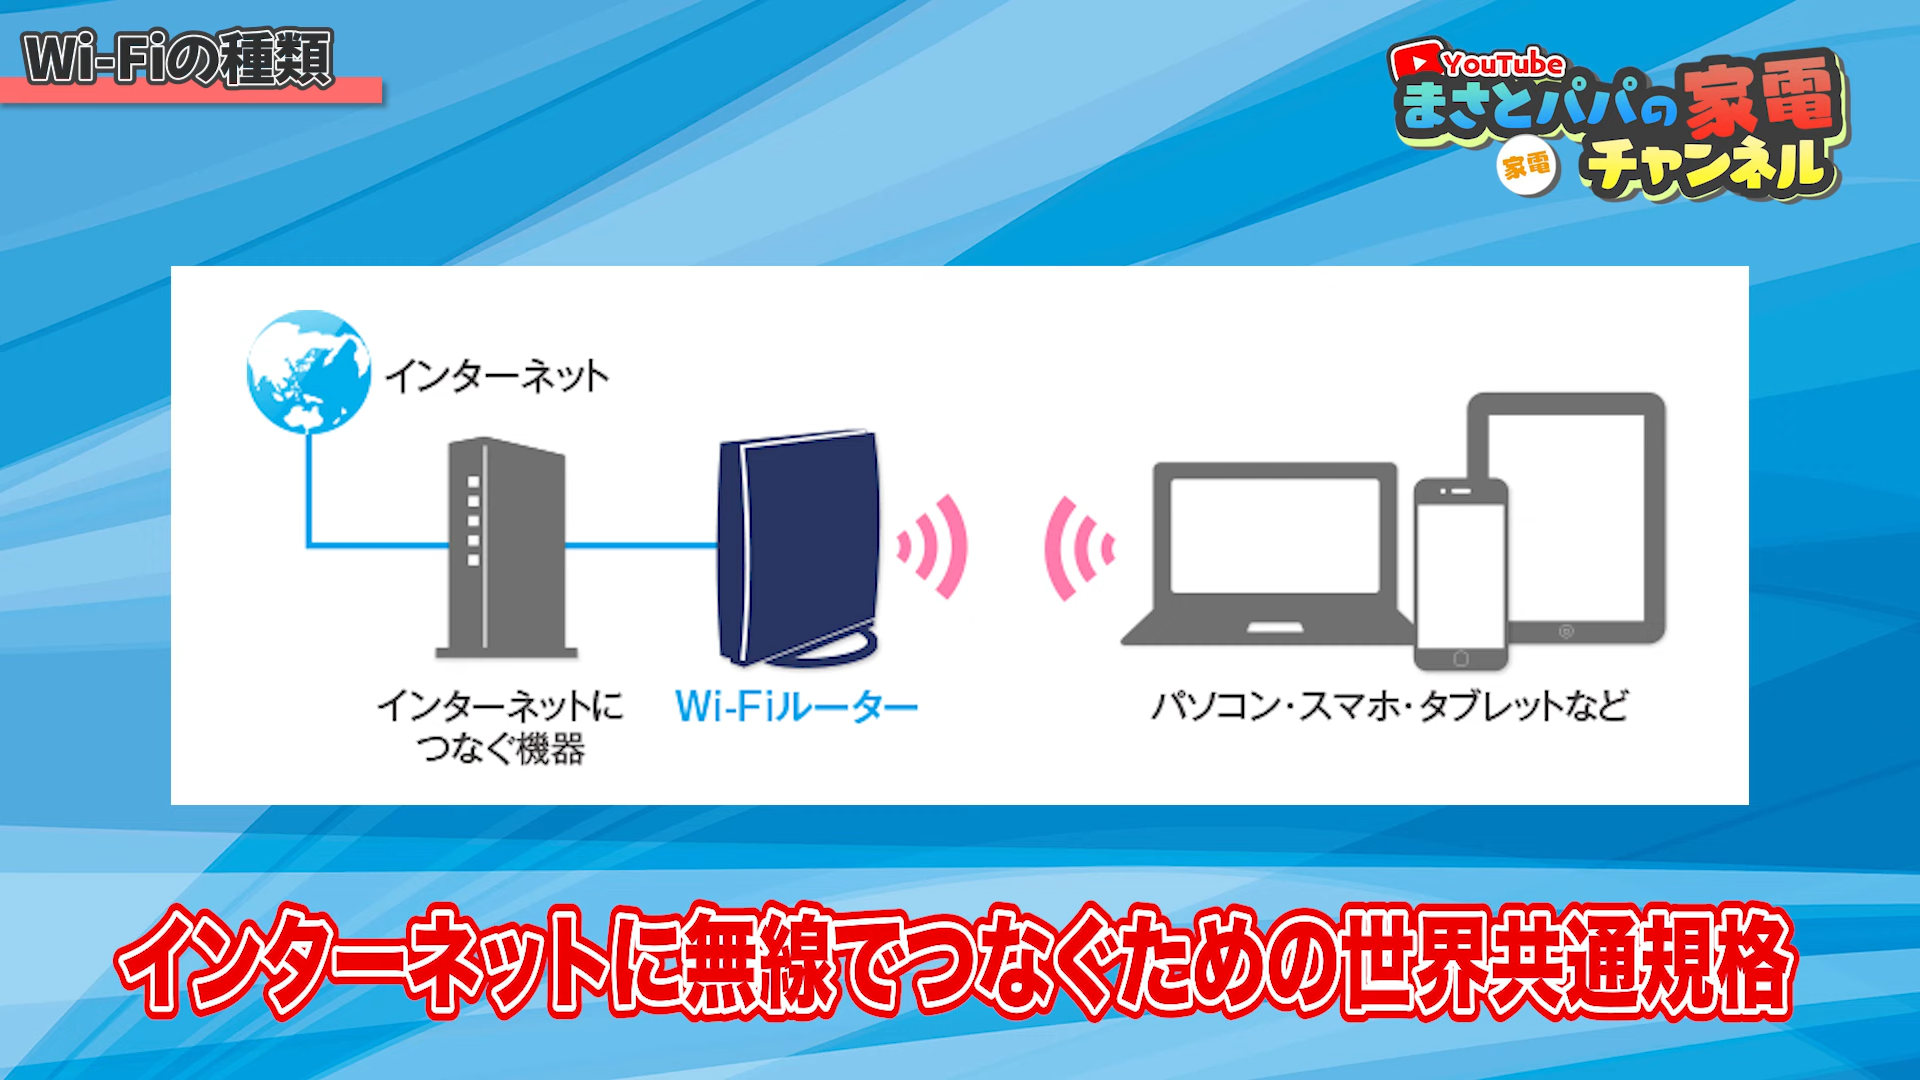 Wi-Fiの種類
YouTube
まさとパパの家電
家電
チャンネル
インターネット
インターネットに
つなぐ機器
Wi-Fiルーター
パソコン・スマホ・タブレットなど
インターネットに無線でつなぐための世界共通規格